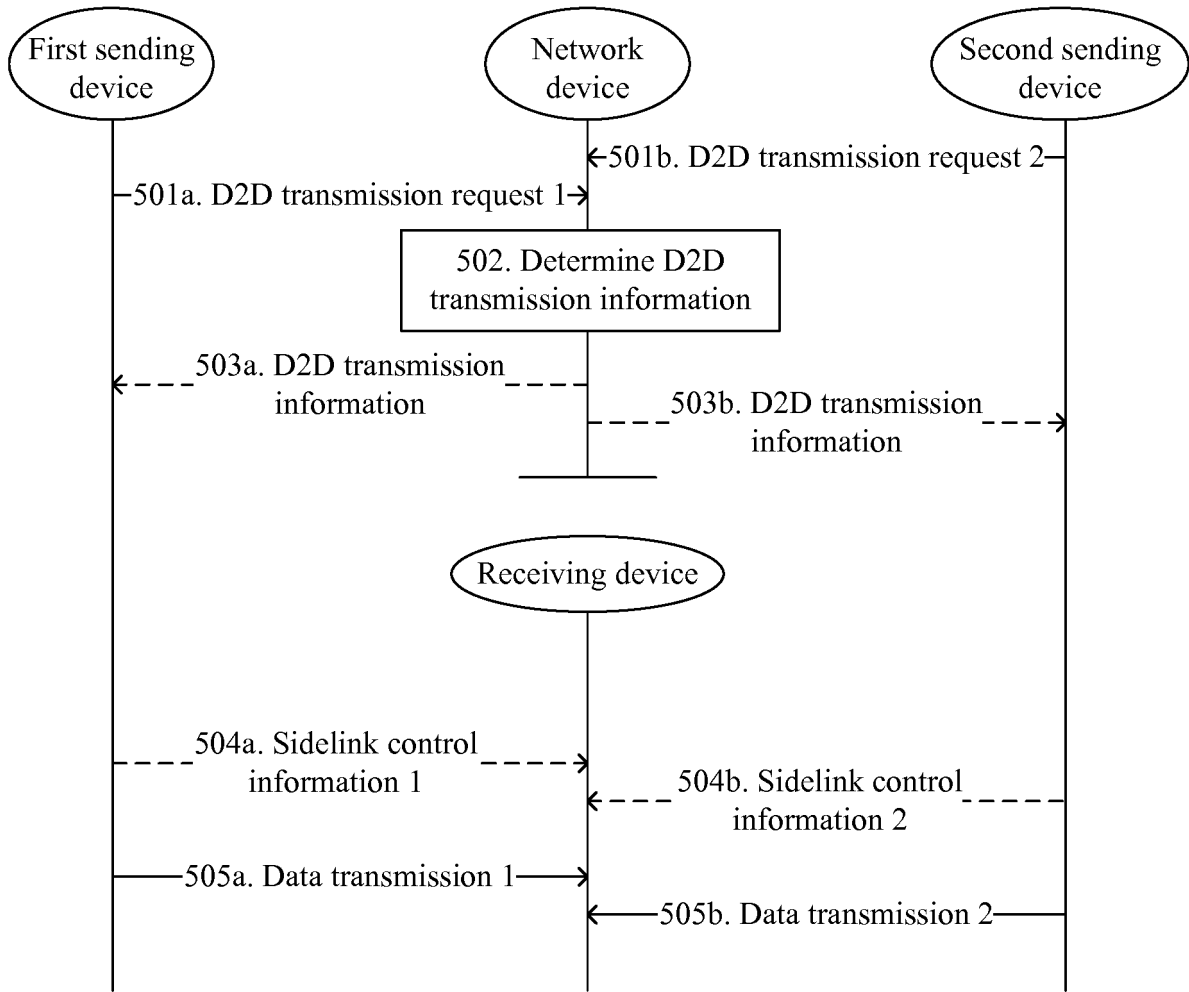 First sending
device
Network
device
Second sending
device
501b. D2D transmission request 2
501a. D2D transmission request 1
502. Determine D2D
transmission information
503a. D2D transmission
information
503b. D2D transmission
information
Receiving device
504a. Sidelink control
information 1
504b. Sidelink control
information 2
505a. Data transmission 1
505b. Data transmission 2